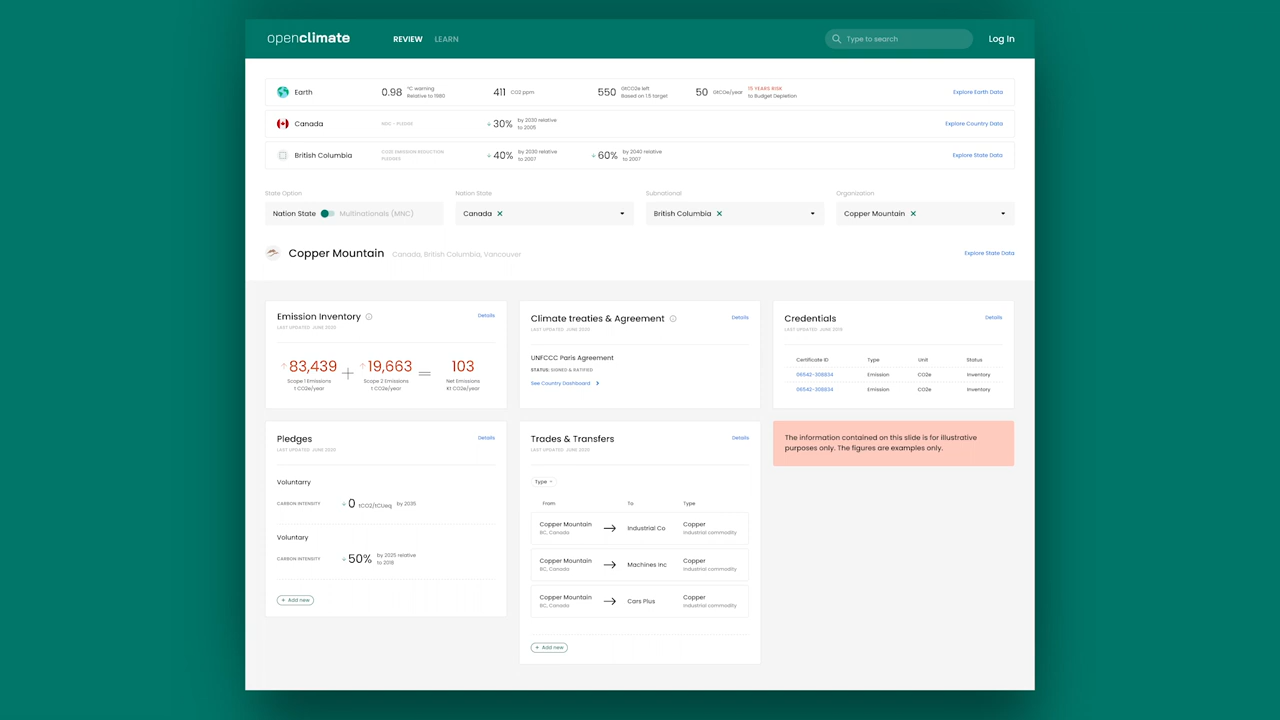 openclimate
REVIEW LEARN
Type to search
Log In
Earth
0.98 °C warning
Relative to 1980
411 CO2 ppm
550 GtCO2e left
Based on 1.5 target
50 GtCO2e/year
15 YEARS RISK
to Budget Depletion
Explore Earth Data
Canada
NDC - PLEDGE
30% by 2030 relative
to 2005
Explore Country Data
British Columbia
CO2E EMISSION REDUCTION
PLEDGES
40% by 2030 relative
to 2007
60% by 2040 relative
to 2007
Explore State Data
State Option
Nation State
Subnational
Organization
Nation State Multinationals (MNC)
Canada ×
British Columbia ×
Copper Mountain ×
Copper Mountain Canada, British Columbia, Vancouver
Explore State Data
Emission Inventory
Details
LAST UPDATED: JUNE 2020
83,439 + 19,663 = 103
Scope 1 Emissions
t CO2e/year
Scope 2 Emissions
t CO2e/year
Net Emissions
Kt CO2e/year
Climate treaties & Agreement
Details
LAST UPDATED: JUNE 2020
UNFCCC Paris Agreement
STATUS: SIGNED & RATIFIED
See Country Dashboard >
Credentials
Details
LAST UPDATED: JUNE 2020
Certificate ID Type Unit Status
06542-308834 Emission CO2e Inventory
06542-308834 Emission CO2e Inventory
Pledges
Details
LAST UPDATED: JUNE 2020
Voluntarry
CARBON INTENSITY 0 tCO2/tCUeq by 2035
Voluntary
CARBON INTENSITY 50% by 2025 relative
to 2018
+ Add new
Trades & Transfers
Details
LAST UPDATED: JUNE 2020
Type
From To Type
Copper Mountain
BC, Canada
Industrial Co
Copper
industrial commodity
Copper Mountain
BC, Canada
Machines Inc
Copper
industrial commodity
Copper Mountain
BC, Canada
Cars Plus
Copper
industrial commodity
+ Add new
The information contained on this slide is for illustrative
purposes only. The figures are examples only.